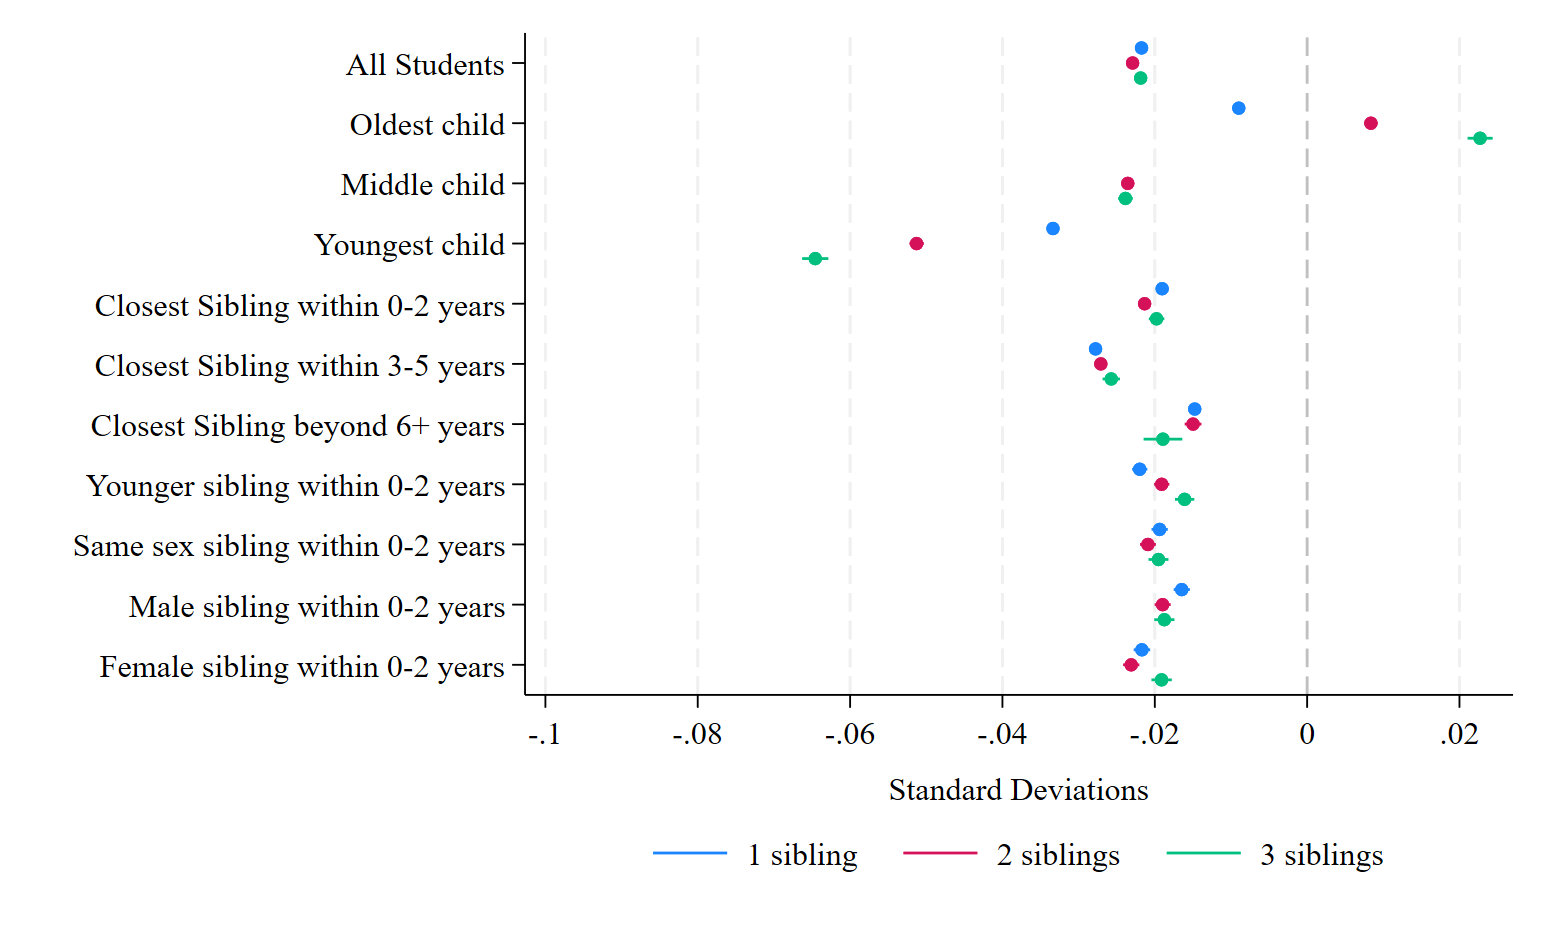 All Students
Oldest child
Middle child
Youngest child
Closest Sibling within 0-2 years
Closest Sibling within 3-5 years
Closest Sibling beyond 6+ years
Younger sibling within 0-2 years
Same sex sibling within 0-2 years
Male sibling within 0-2 years
Female sibling within 0-2 years
-.1 -.08 -.06 -.04 -.02 0 .02
Standard Deviations
1 sibling 2 siblings 3 siblings